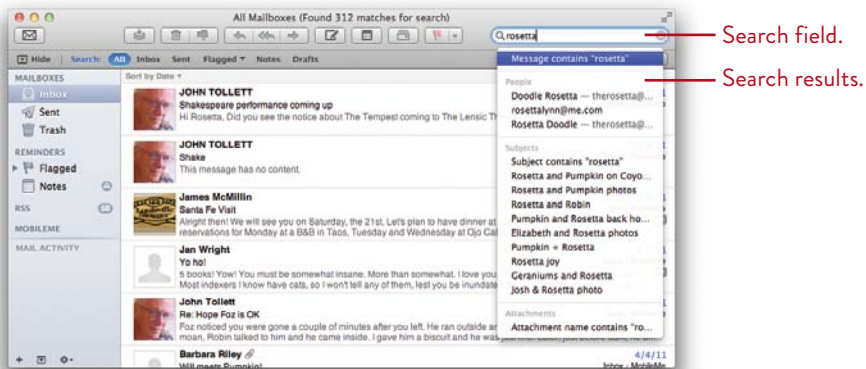 All Mailboxes (Found 312 matches for search)
rosetta
Search field.
Hide Search: All Inbox Sent Flagged Notes Drafts
Message contains "rosetta"
Search results.
MAILBOXES
Inbox
Sent
Trash
REMINDERS
Flagged
Notes
RSS
MOBILEME
MAIL ACTIVITY
Sort by Date
JOHN TOLLETT
Shakespeare performance coming up
Hi Rosetta, Did you see the notice about The Tempest coming to The Lensic Th
JOHN TOLLETT
Shake
This message has no content.
James McMillin
Santa Fe Visit
Alright then! We will see you on Saturday, the 21st. Let's plan to have dinner at
reservations for Monday at a B&B in Taos, Tuesday and Wednesday at Ojo Cal
Jan Wright
Yo ho!
5 books! Yow! You must be somewhat insane. More than somewhat. I love you
Most indexers I know have cats, so I won't tell any of them, lest you be inundate
John Tollett
Re: Hope Foz is OK
Foz noticed you were gone a couple of minutes after you left. He ran outside an
moan, Robin talked to him and he came inside. I gave him a biscuit and he was
Barbara Riley
Will meets Pumpkin!
4/4/11
Inbox - MobileMe
People
Doodle Rosetta — therosetta@...
rosettalynn@me.com
Rosetta Doodle — therosetta@...
Subjects
Subject contains "rosetta"
Rosetta and Pumpkin on Coyo...
Rosetta and Pumpkin photos
Rosetta and Robin
Pumpkin and Rosetta back ho...
Elizabeth and Rosetta photos
Pumpkin + Rosetta
Rosetta joy
Geraniums and Rosetta
Josh & Rosetta photo
Attachments
Attachment name contains "ro...